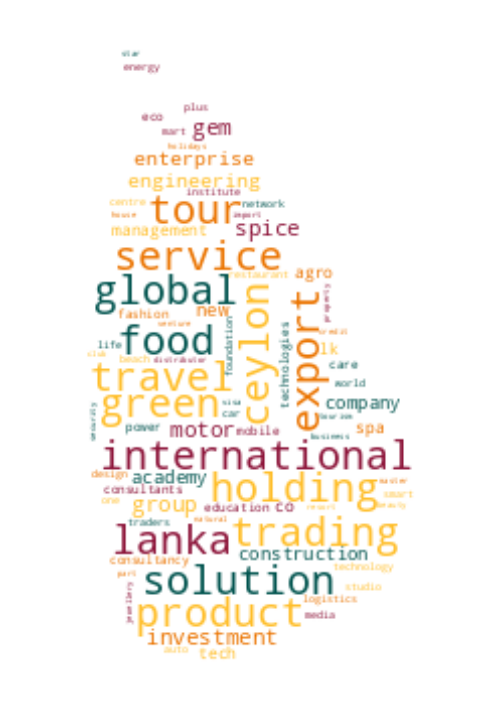 star
energy
plus
eco
mart gem
holidays
enterprise
engineering
institute
centre tour network
house import
management spice
service
restaurant agro
global ceylon export property
fashion new
venture credit
food foundation technologies lk
life
club beach distributor care
travel world
green sisa company
security car tourism
power motor mobile spa
business
international
design academy holding easter
consultants smart
one group education co resort beauty
traders natural
lanka trading
construction
consultancy technology
part solution
jewellery studio
product logistics
media
investment
auto tech